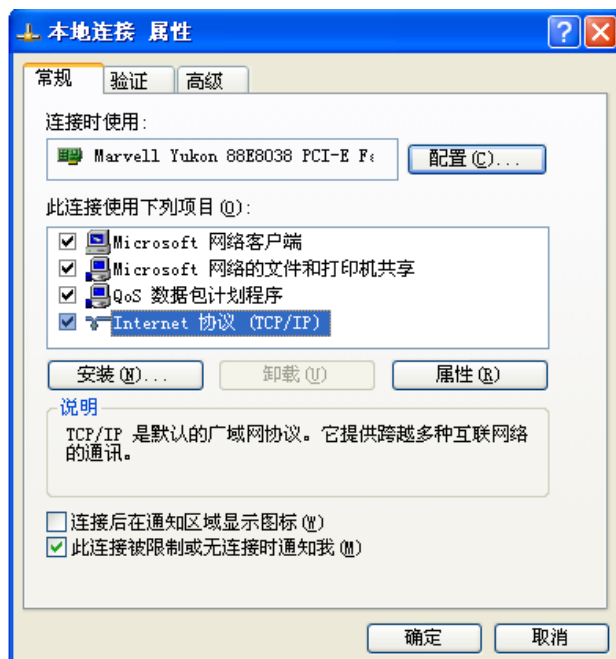 本地连接 属性
常规 验证 高级
连接时使用:
Marvell Yukon 88E8038 PCI-E
配置(C)...
此连接使用下列项目(O):
Microsoft 网络客户端
Microsoft 网络的文件和打印机共享
QoS 数据包计划程序
Internet 协议 (TCP/IP)
安装(N)... 卸载(U) 属性(R)
说明
TCP/IP 是默认的广域网协议。它提供跨越多种互联网络
的通讯。
连接后在通知区域显示图标(W)
此连接被限制或无连接时通知我(M)
确定 取消